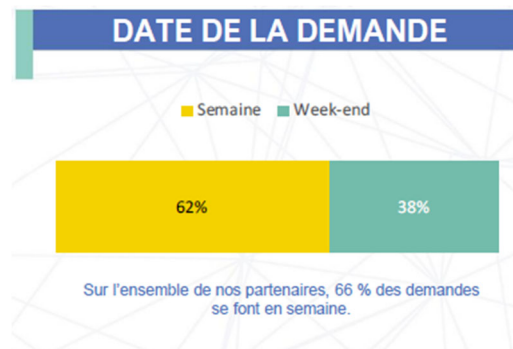 DATE DE LA DEMANDE
Semaine Week-end
62% 38%
Sur l'ensemble de nos partenaires, 66 % des demandes
se font en semaine.